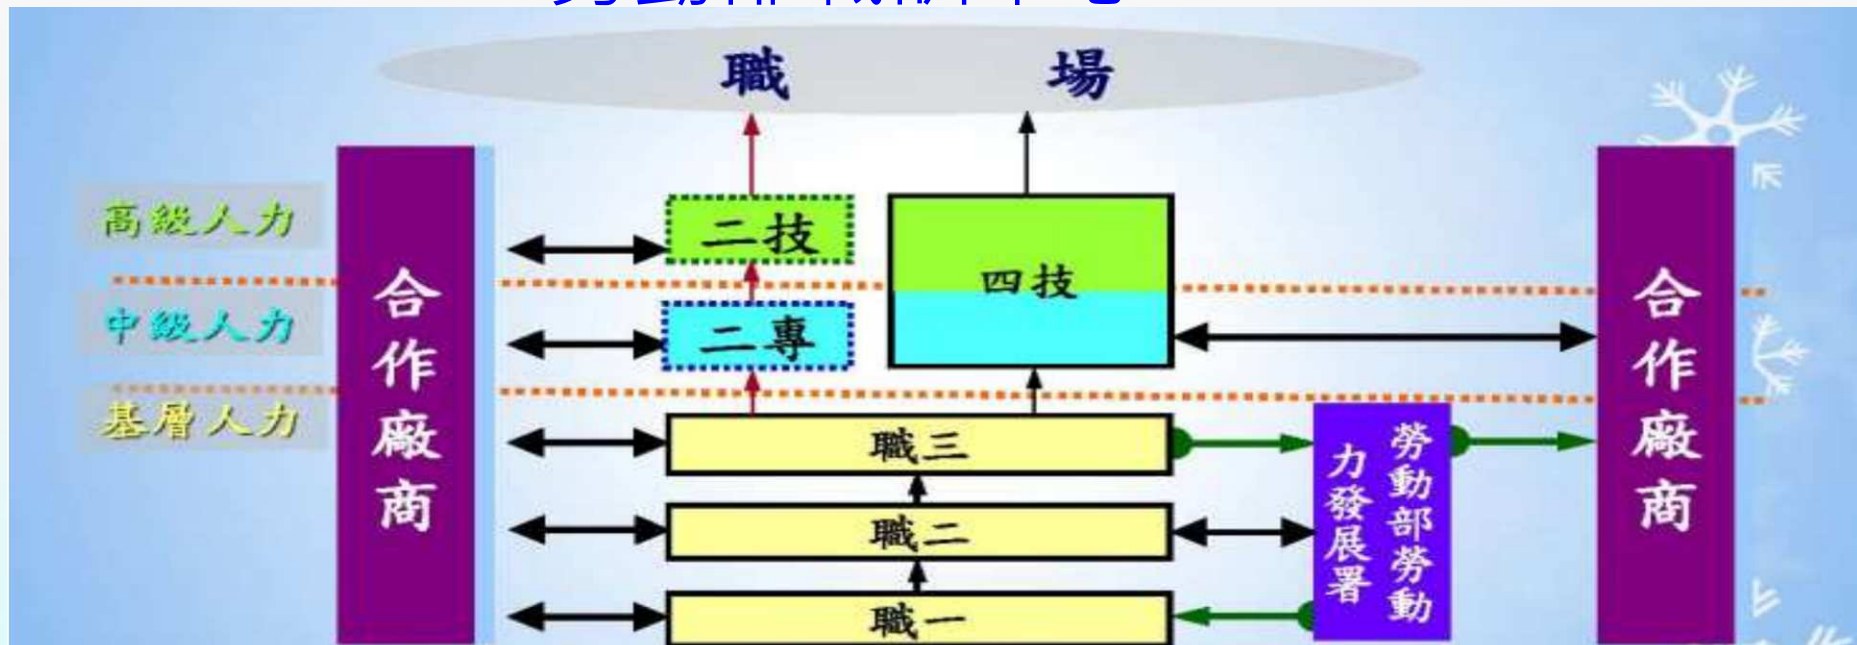 職 場
高級人力
中級人力
基層人力
合作廠商
二技
二專
四技
職三
職二
職一
勞動部勞動
力發展署
合作廠商